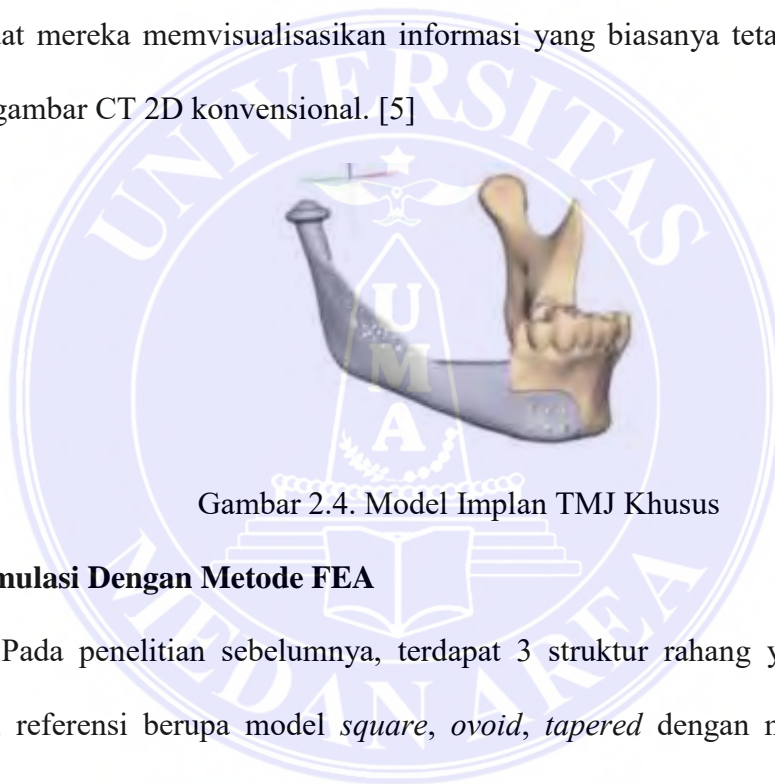 at mereka memvisualisasikan informasi yang biasanya teta
gambar CT 2D konvensional. [5]
UNIVERSITAS
U
M
A
Gambar 2.4. Model Implan TMJ Khusus
mulasi Dengan Metode FEA
Pada penelitian sebelumnya, terdapat 3 struktur rahang y
referensi berupa model square, ovoid, tapered dengan
MEDAN AREA